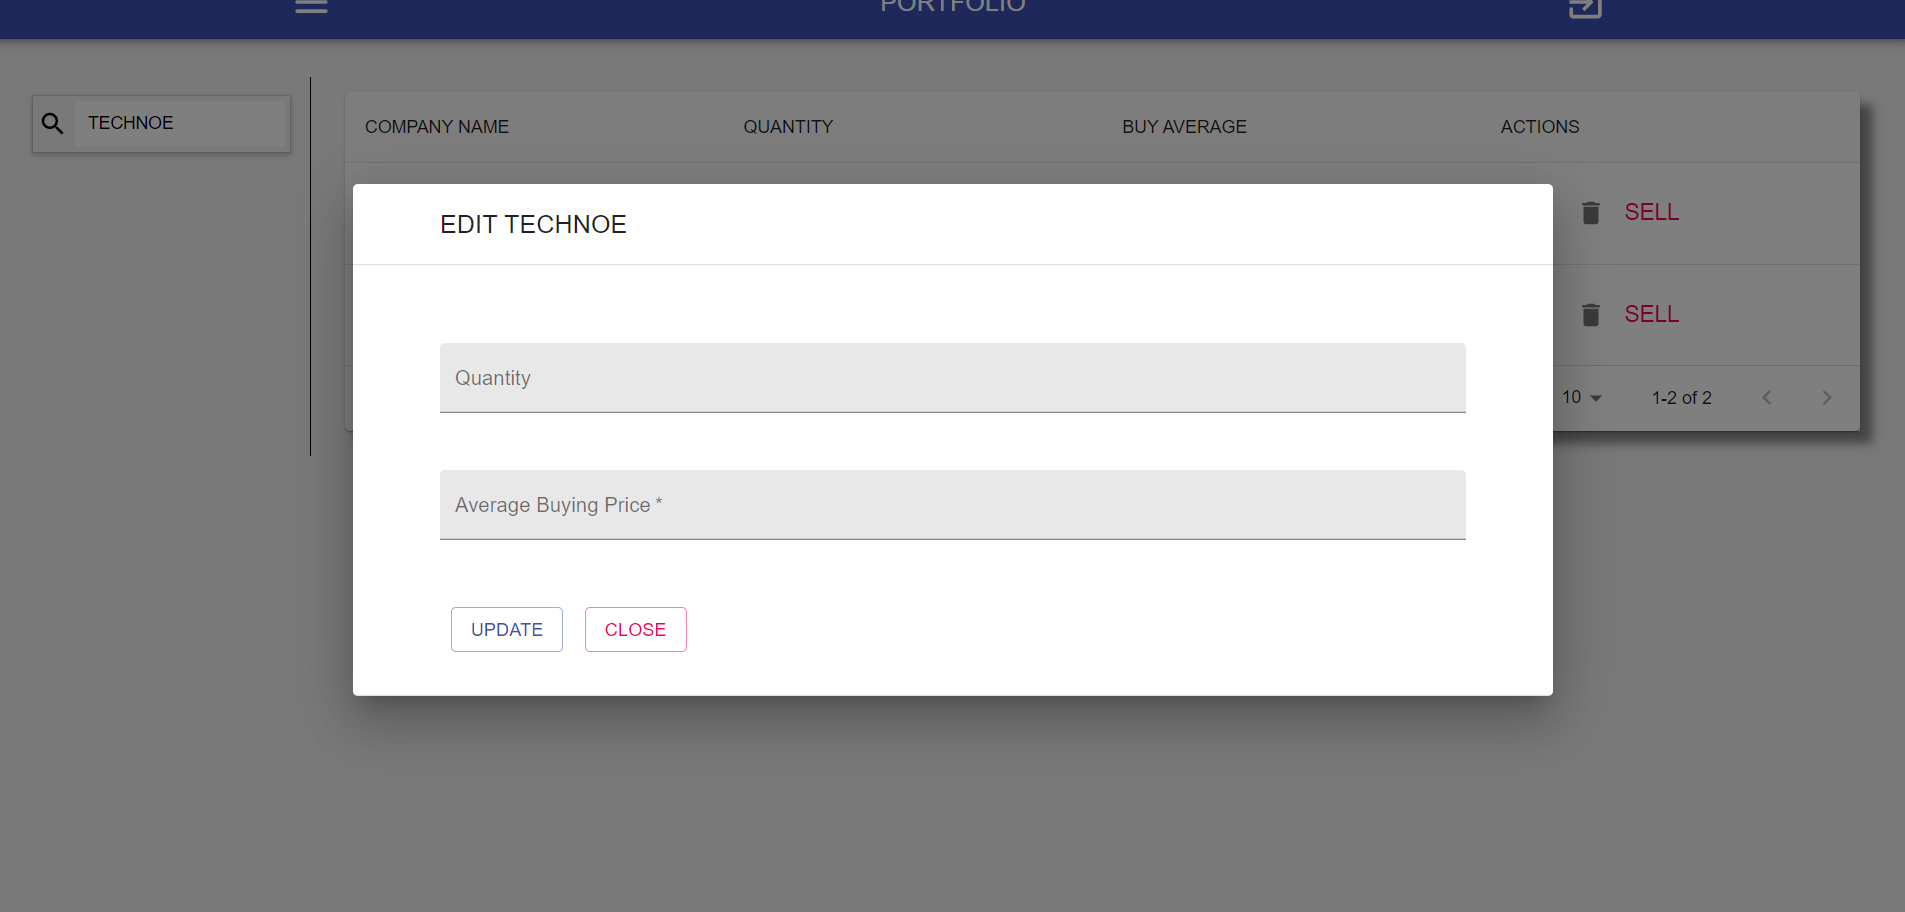 PORTFOLIO
TECHNOE
COMPANY NAME QUANTITY BUY AVERAGE ACTIONS
SELL
SELL
10 1-2 of 2
EDIT TECHNOE
Quantity
Average Buying Price *
UPDATE CLOSE